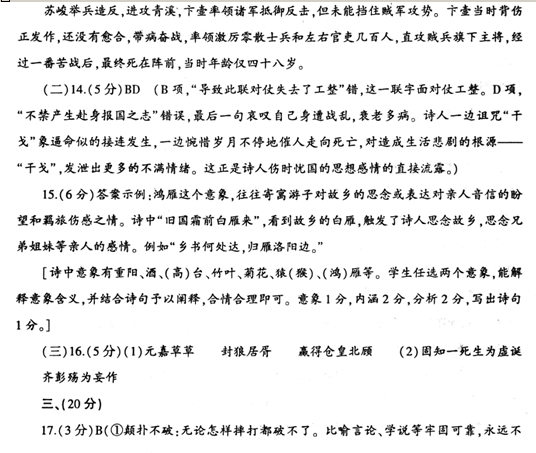 苏峻举兵造反,进攻青溪,卞壸率领诸军抵御反击,但未能挡住贼军攻势。卞壸当时背伤
正发作,还没有愈合,带病奋战,率领激厉零散士兵和左右官吏几百人,直攻贼兵旗下主将,经
过一番苦战后,最终死在阵前,当时年龄仅四十八岁。
(二)14.(5分)BD (B项,“导致此联对仗失去了工整”错,这一联字面对仗工整。D项,
“不禁产生赴身报国之志”错误,最后一句哀叹自己身遭战乱,衰老多病。诗人一边诅咒“干
戈”象逼命似的接连发生,一边惋惜岁月不停地催人走向死亡,对造成生活悲剧的根源——
“干戈”,发泄出更多的不满情绪。这正是诗人伤时忧国的思想感情的直接流露。)
15.(6分)答案示例:鸿雁这个意象,往往寄寓游子对故乡的思念或表达对亲人音信的盼
望和羁旅伤感之情。诗中“旧国霜前白雁来”,看到故乡的白雁,触发了诗人思念故乡,思念兄
弟姐妹等亲人的感情。例如“乡书何处达,归雁洛阳边。”
[诗中意象有重阳、酒、(高)台、竹叶、菊花、猿(猴)、(鸿)雁等。学生任选两个意象,能解
释意象含义,并结合诗句予以阐释,合情合理即可。意象1分,内涵2分,分析2分,写出诗句
1分。]
(三)16.(5分)(1)元嘉草草 封狼居胥 赢得仓皇北顾 (2)固知一死生为虚诞
齐彭殇为妄作
三、(20分)
17.(3分)B(①颠扑不破:无论怎样摔打都破不了。比喻言论、学说等牢固可靠,永远不